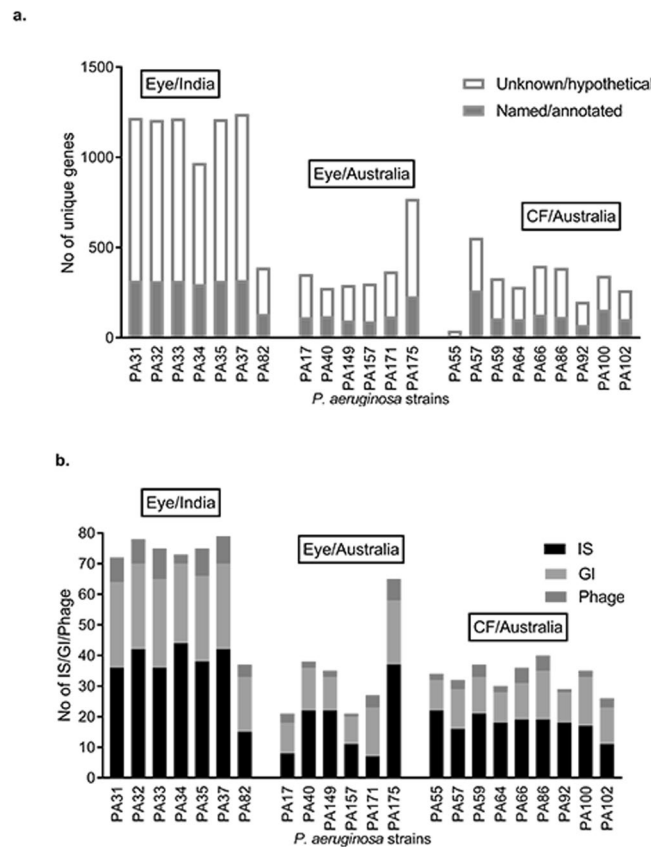 a.
1500
Eye/India
Unknown/hypothetical
Named/annotated
1000
Eye/Australia
CF/Australia
500
0
No of unique genes
PA31
PA32
PA33
PA34
PA35
PA37
PA82
PA17
PA40
PA149
PA157
PA171
PA175
PA55
PA57
PA59
PA64
PA66
PA86
PA92
PA100
PA102
P. aeruginosa strains
b.
Eye/India
80
Eye/Australia
IS
GI
Phage
70
60
50
CF/Australia
40
30
20
10
0
No of IS/GI/Phage
PA31
PA32
PA33
PA34
PA35
PA37
PA82
PA17
PA40
PA149
PA157
PA171
PA175
PA55
PA57
PA59
PA64
PA66
PA86
PA92
PA100
PA102
P. aeruginosa strains